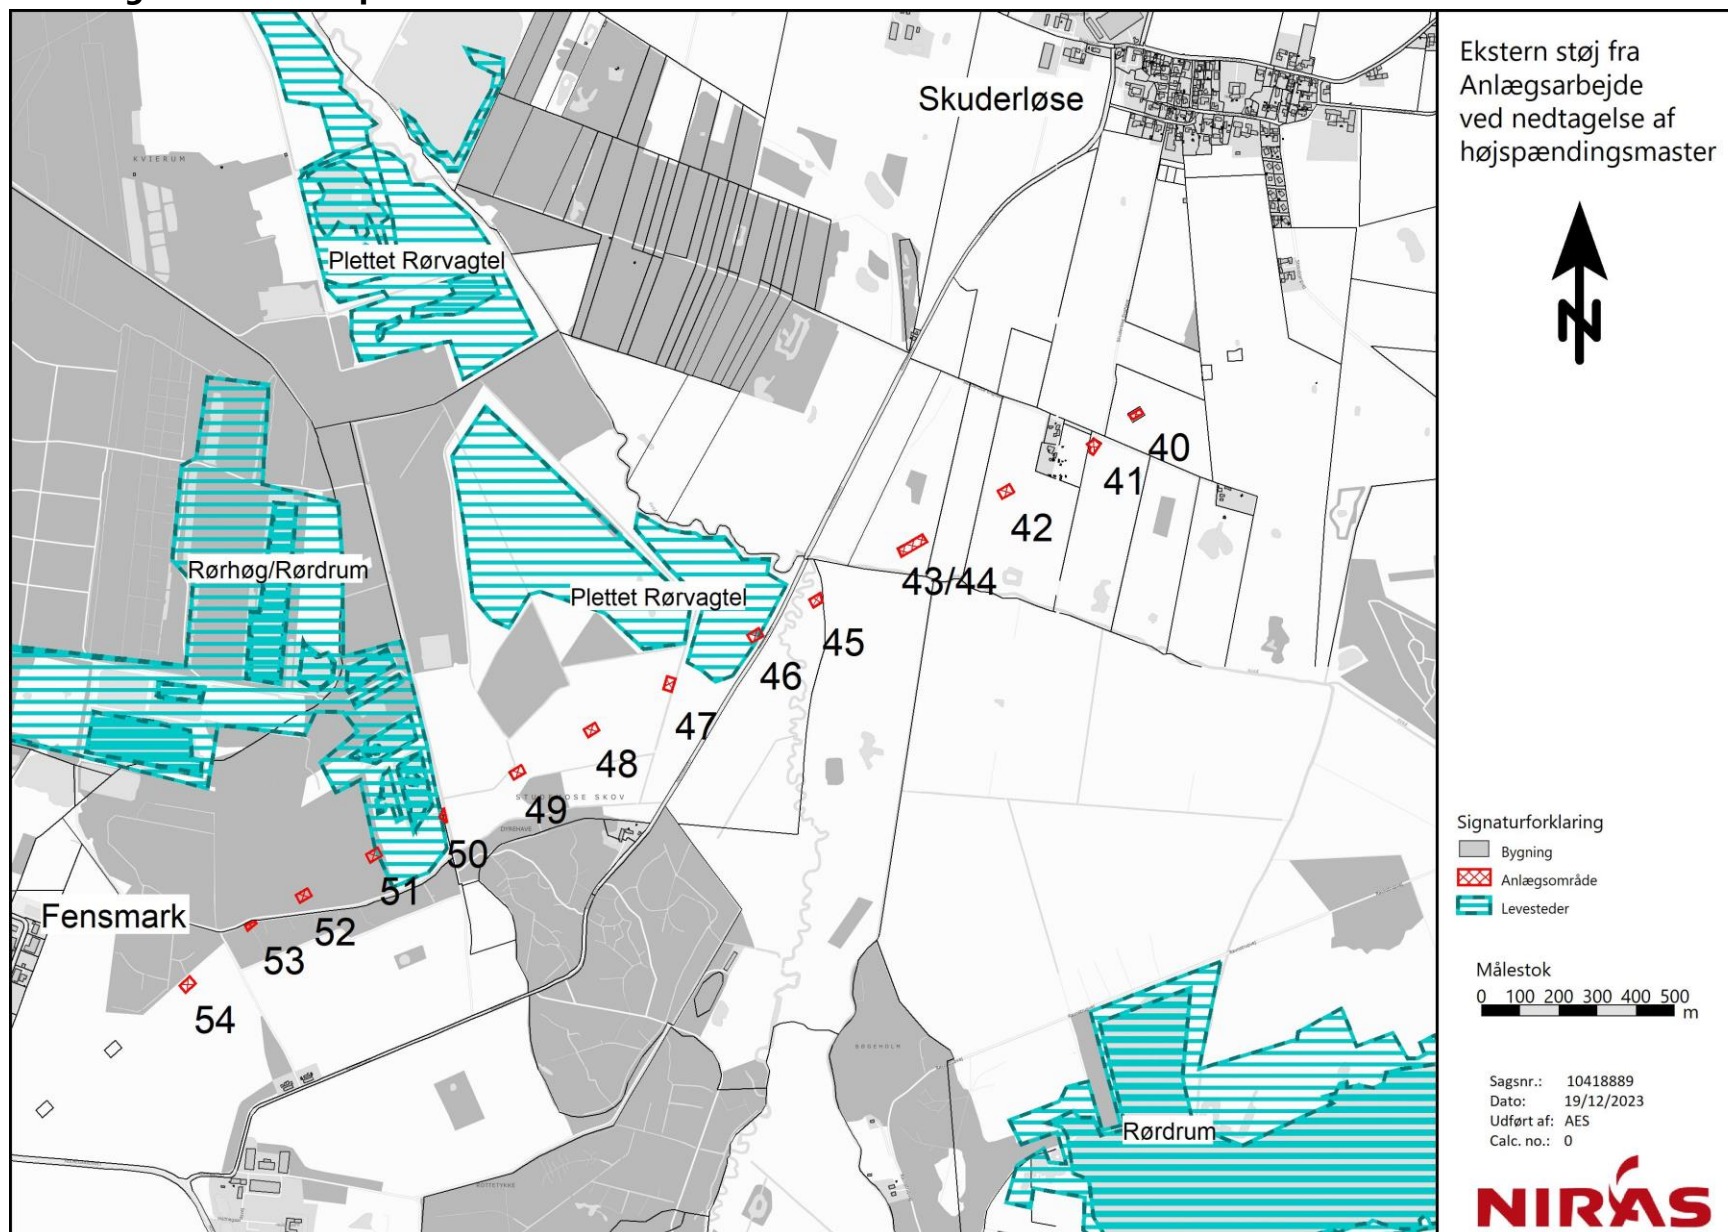 Skuderløse
KVIERUM
Plettet Rørvagtel
Rørhøg/Rørdrum
Plettet Rørvagtel
40
41
42
43/44
45
46
47
48
49
50
51
52
53
54
DYREHAVE
Fensmark
BØGEHOLM
Rørdrum
Ekstern støj fra
Anlægsarbejde
ved nedtagelse af
højspændingsmaster
N
Signaturforklaring
Bygning
Anlægsområde
Levesteder
Målestok
0 100 200 300 400 500
m
Sagsnr.: 10418889
Dato: 19/12/2023
Udført af: AES
Calc. no.: 0
NIRAS